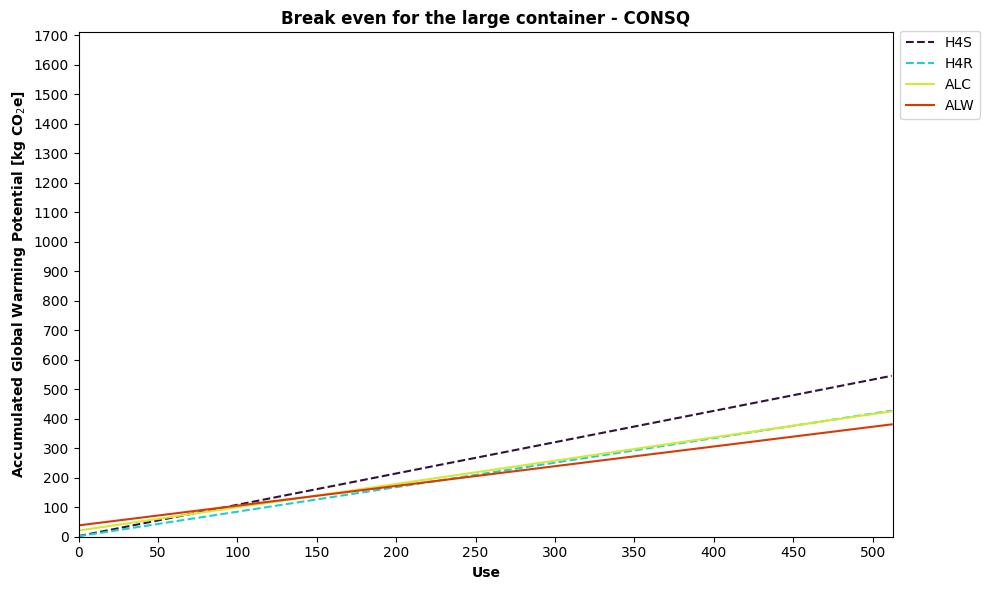 Break even for the large container - CONSQ
Accumulated Global Warming Potential [kg CO₂e]
1700
1600
1500
1400
1300
1200
1100
1000
900
800
700
600
500
400
300
200
100
0
0 50 100 150 200 250 300 350 400 450 500
Use
H4S
H4R
ALC
ALW